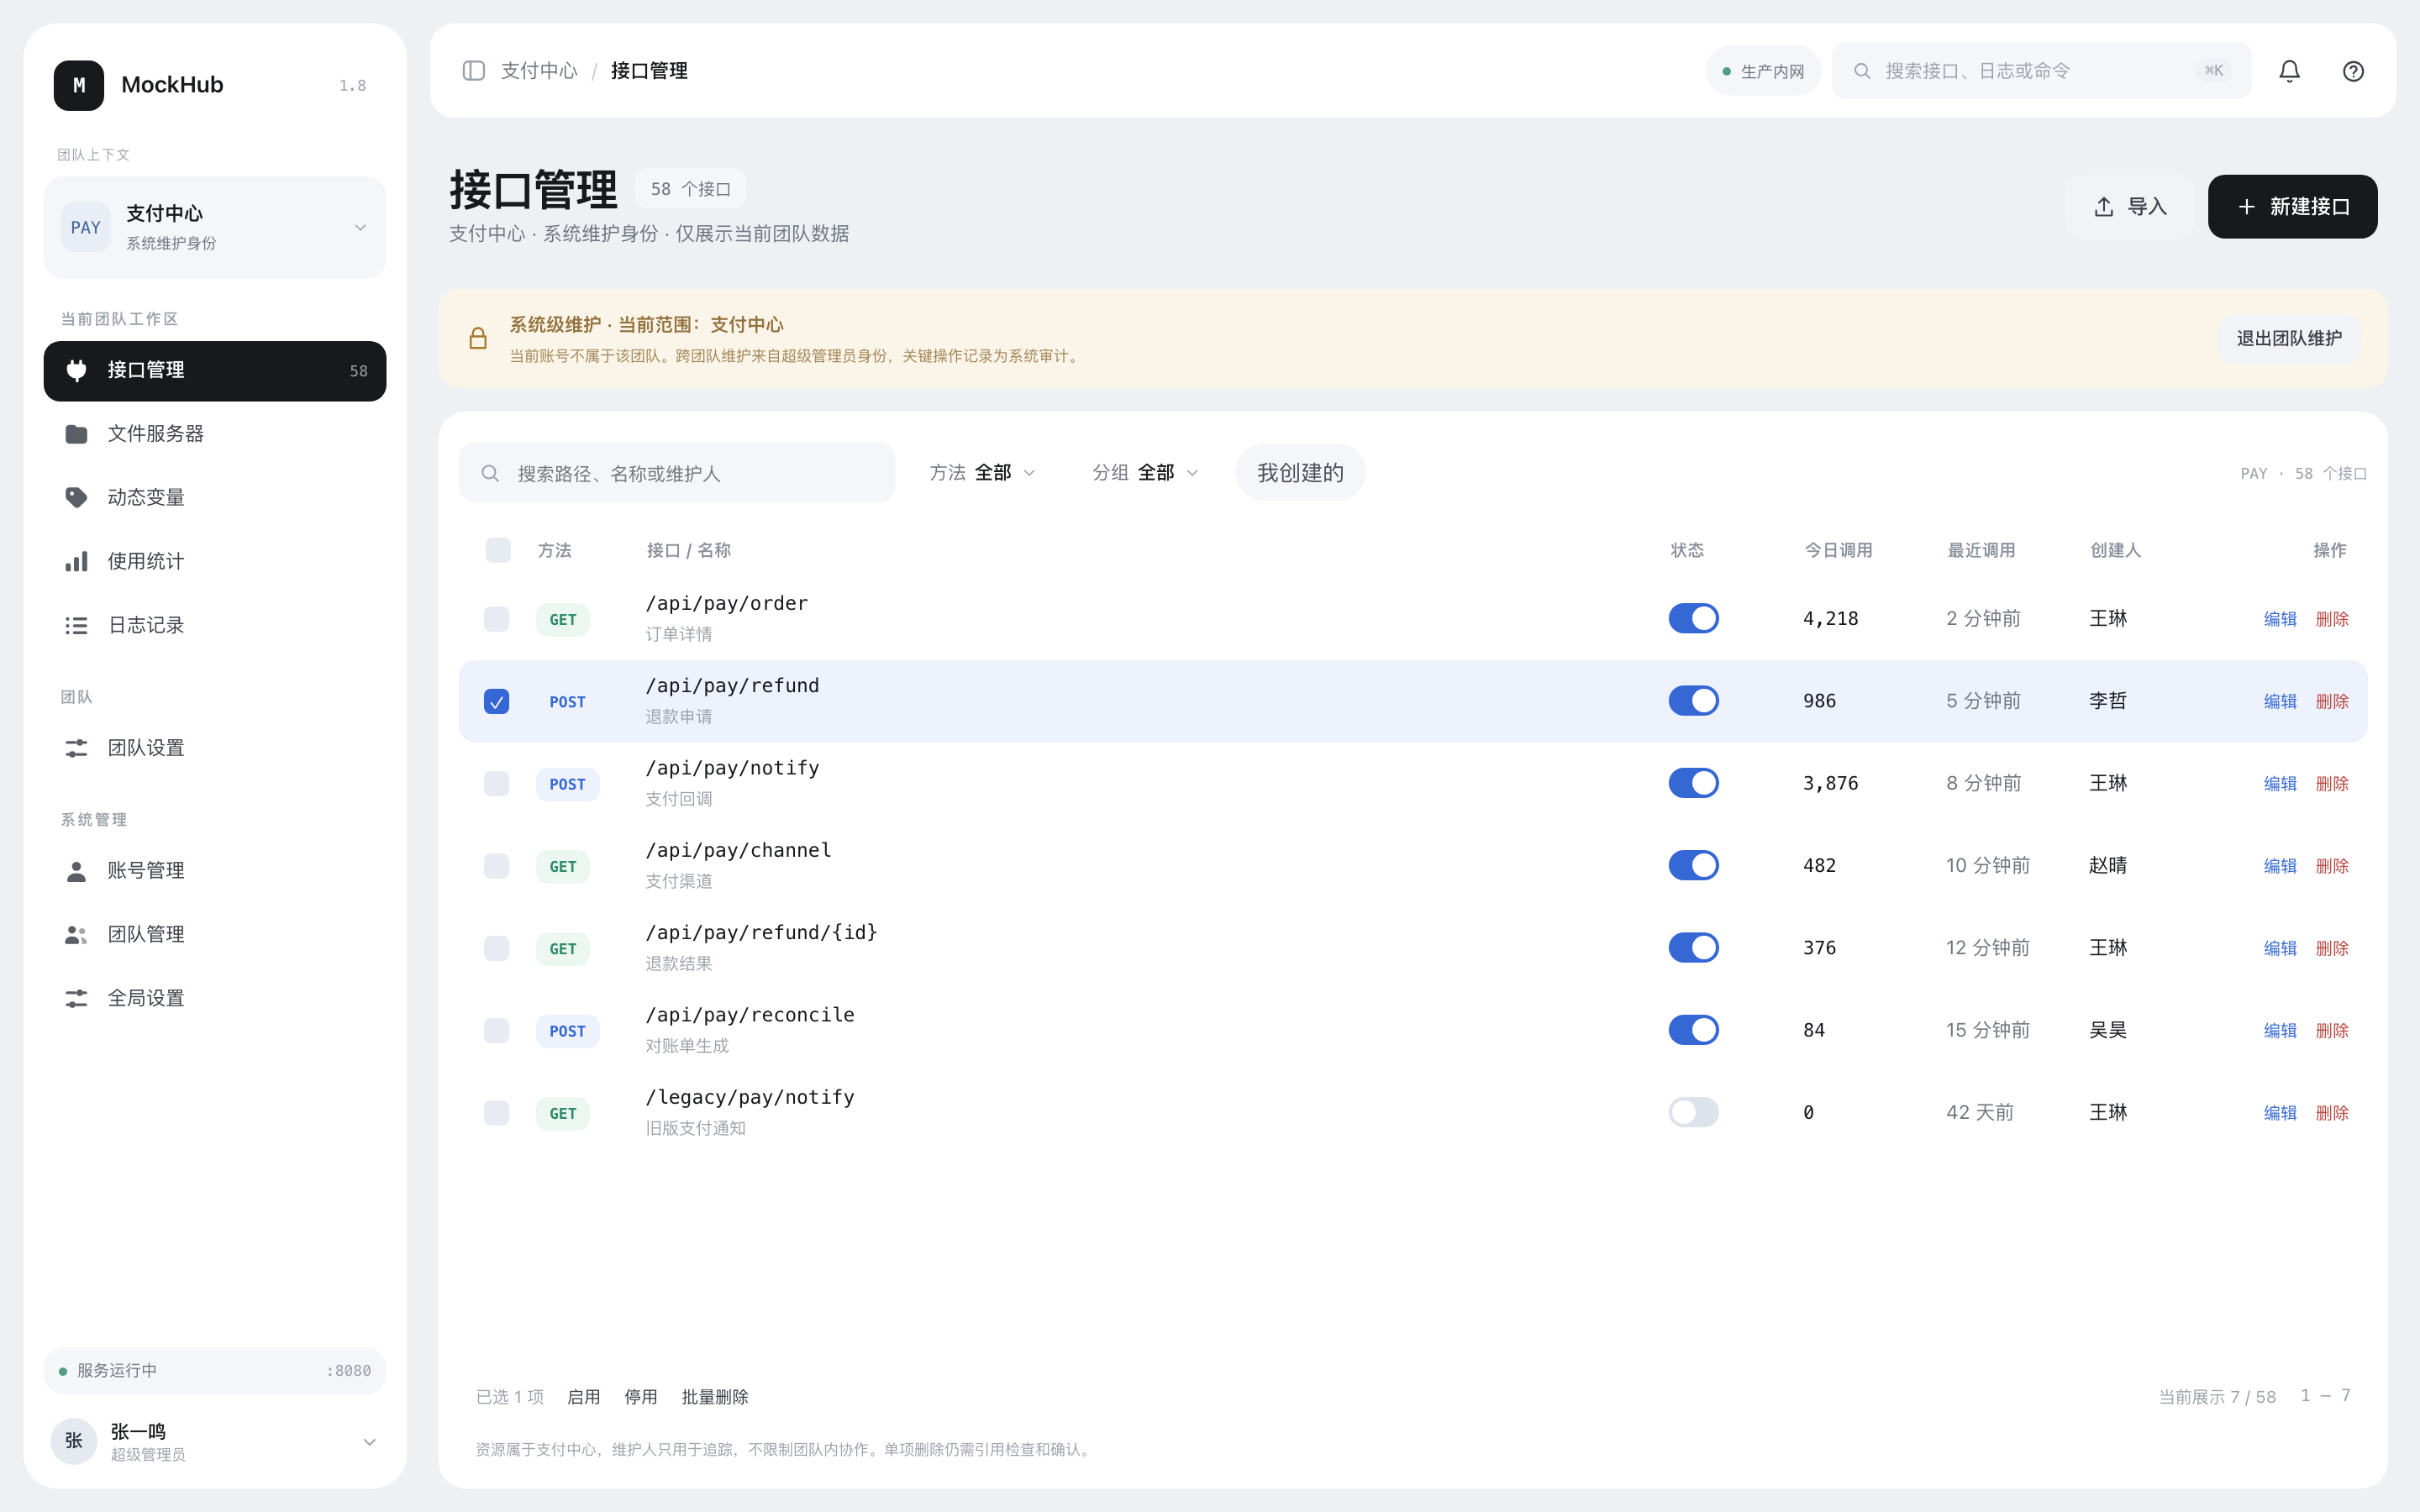 M MockHub 1.8
团队上下文
PAY 支付中心
系统维护身份
当前团队工作区
接口管理 58
文件服务器
动态变量
使用统计
日志记录
团队
团队设置
系统管理
账号管理
团队管理
全局设置
服务运行中 :8080
张 张一鸣
超级管理员
支付中心 / 接口管理
生产内网
搜索接口、日志或命令 ⌘K
接口管理 58 个接口
支付中心 · 系统维护身份 · 仅展示当前团队数据
导入
新建接口
系统级维护 · 当前范围：支付中心
当前账号不属于该团队。跨团队维护来自超级管理员身份，关键操作记录为系统审计。
退出团队维护
搜索路径、名称或维护人 方法 全部 分组 全部 我创建的 PAY · 58 个接口
方法 接口 / 名称 状态 今日调用 最近调用 创建人 操作
GET /api/pay/order 4,218 2 分钟前 王琳 编辑 删除
订单详情
POST /api/pay/refund 986 5 分钟前 李哲 编辑 删除
退款申请
POST /api/pay/notify 3,876 8 分钟前 王琳 编辑 删除
支付回调
GET /api/pay/channel 482 10 分钟前 赵晴 编辑 删除
支付渠道
GET /api/pay/refund/{id} 376 12 分钟前 王琳 编辑 删除
退款结果
POST /api/pay/reconcile 84 15 分钟前 吴昊 编辑 删除
对账单生成
GET /legacy/pay/notify 0 42 天前 王琳 编辑 删除
旧版支付通知
已选 1 项 启用 停用 批量删除 当前展示 7 / 58 1 — 7
资源属于支付中心，维护人只用于追踪，不限制团队内协作。单项删除仍需引用检查和确认。